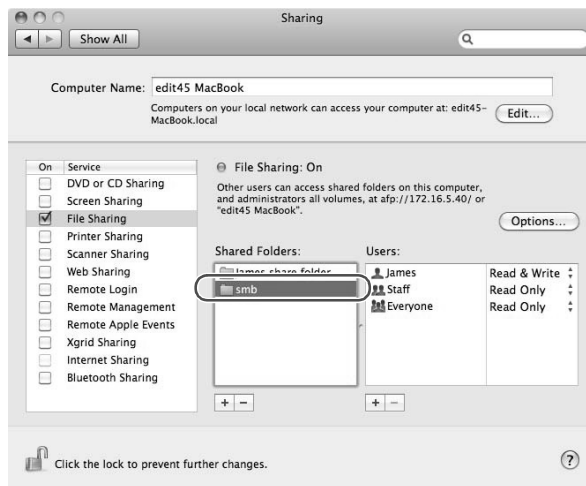 Sharing
Show All
Computer Name: edit45 MacBook
Computers on your local network can access your computer at: edit45-
MacBook.local
Edit...
On Service
DVD or CD Sharing
Screen Sharing
File Sharing
Printer Sharing
Scanner Sharing
Web Sharing
Remote Login
Remote Management
Remote Apple Events
Xgrid Sharing
Internet Sharing
Bluetooth Sharing
File Sharing: On
Other users can access shared folders on this computer,
and administrators all volumes, at afp://172.16.5.40/ or
"edit45 MacBook".
Options...
Shared Folders:
James share folder
smb
+ −
Users:
James Read & Write
Staff Read Only
Everyone Read Only
+ −
Click the lock to prevent further changes.
?